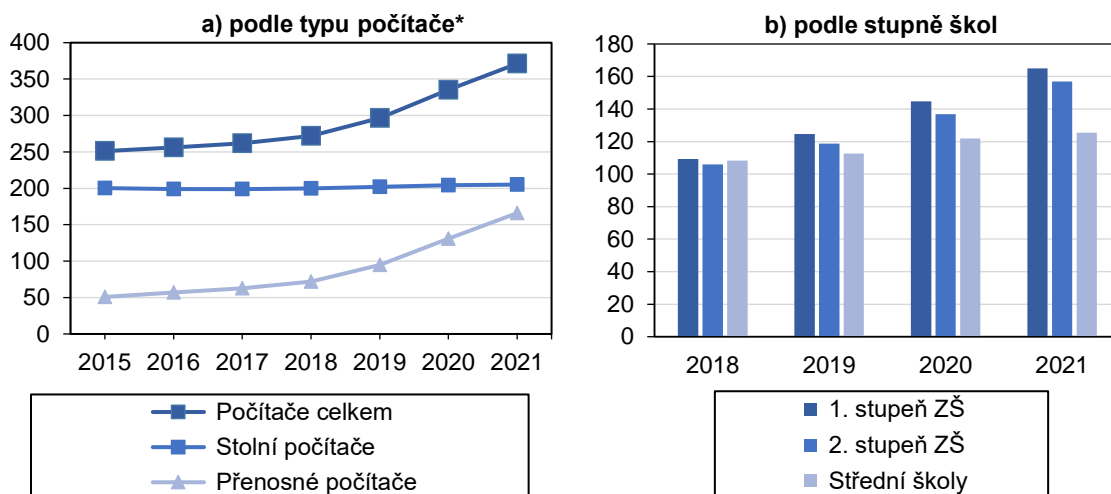 a) podle typu počítače*
400
350
300
250
200
150
100
50
0
2015 2016 2017 2018 2019 2020 2021
Počítače celkem
Stolní počítače
Přenosné počítače
b) podle stupně škol
180
160
140
120
100
80
60
40
20
0
2018 2019 2020 2021
1. stupeň ZŠ
2. stupeň ZŠ
Střední školy